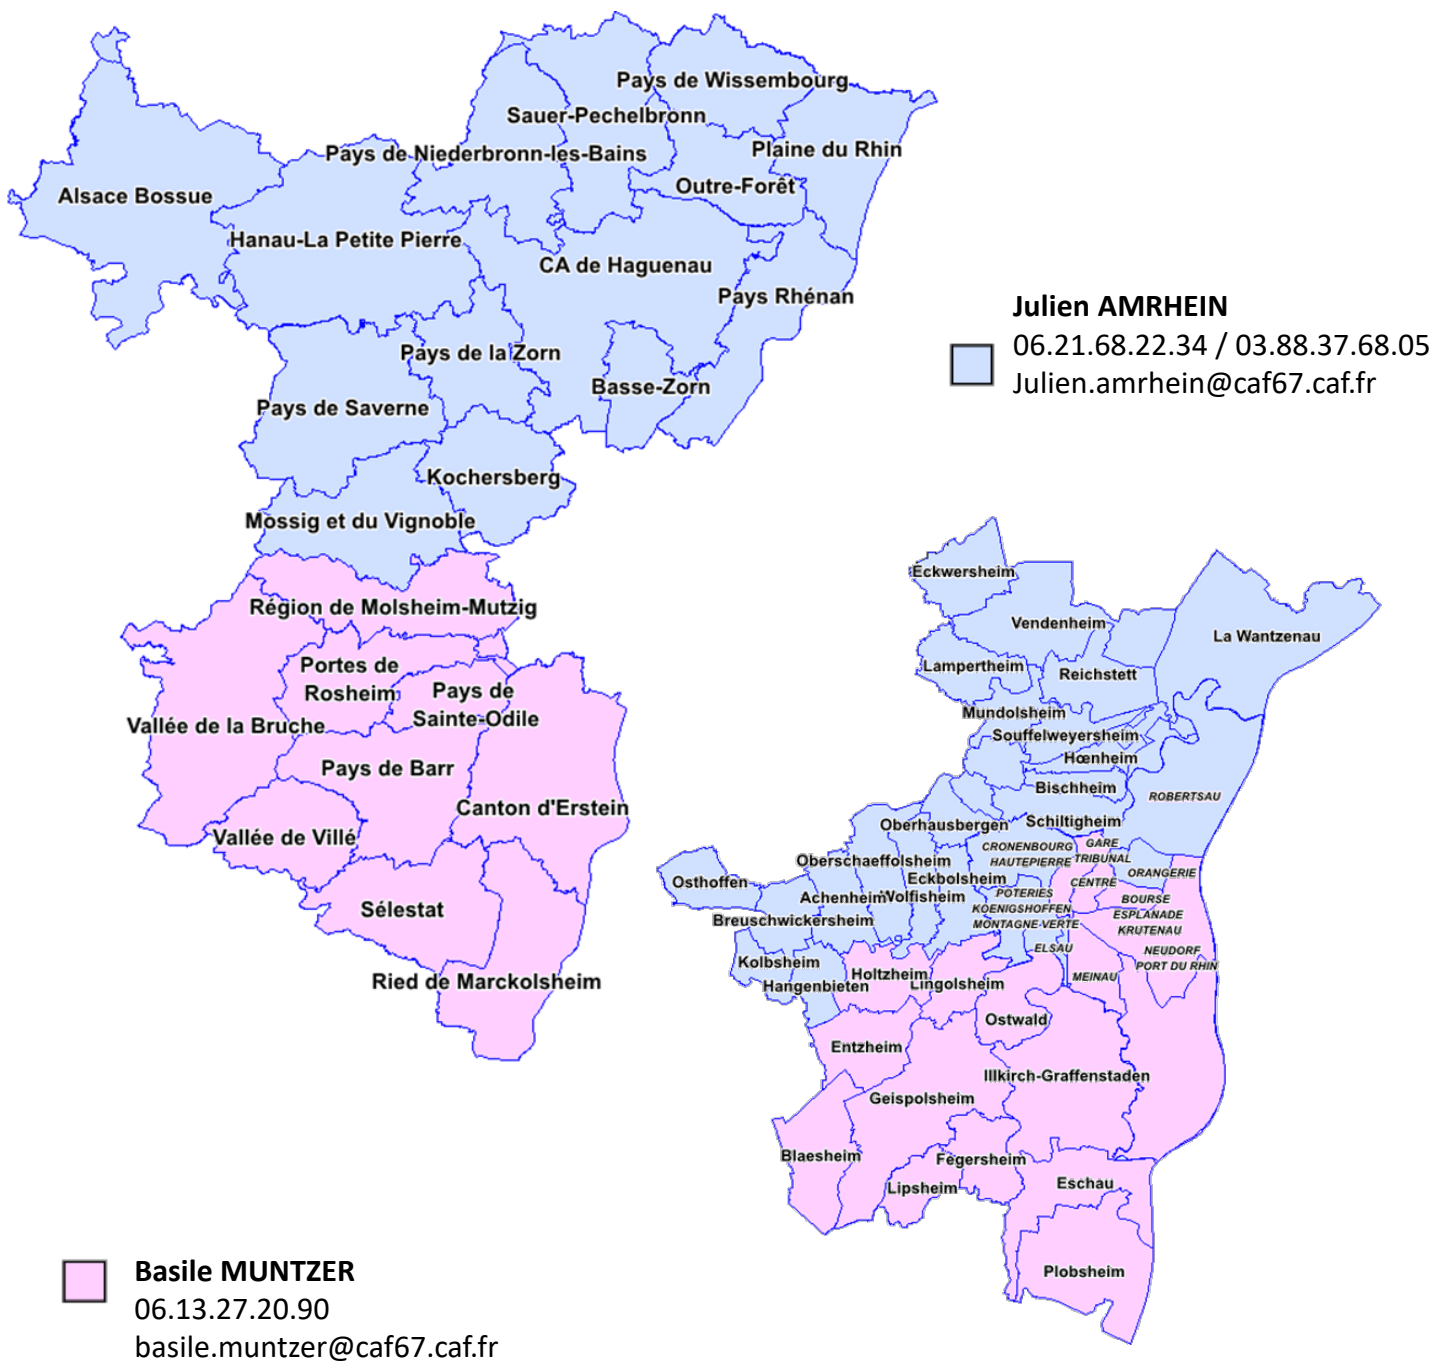 Pays de Wissembourg
Sauer-Pechelbronn
Pays de Niederbronn-les-Bains
Plaine du Rhin
Outre-Forêt
Alsace Bossue
Hanau-La Petite Pierre
CA de Haguenau
Pays Rhénan
Pays de la Zorn
Basse-Zorn
Pays de Saverne
Kochersberg
Mossig et du Vignoble
Région de Molsheim-Mutzig
Portes de
Rosheim
Pays de
Sainte-Odile
Vallée de la Bruche
Pays de Barr
Canton d'Erstein
Vallée de Villé
Sélestat
Ried de Marckolsheim
Julien AMRHEIN
06.21.68.22.34 / 03.88.37.68.05
Julien.amrhein@caf67.caf.fr
Eckwersheim
Vendenheim
La Wantzenau
Lampertheim
Reichstett
Mundolsheim
Souffelweyersheim
Hœnheim
Bischheim
ROBERTSAU
Oberhausbergen
Schiltigheim
CRONENBOURG
GARE
HAUTEPIERRE
TRIBUNAL
Oberschaeffolsheim
ORANGERIE
Osthoffen
Eckbolsheim
CENTRE
Achenheim
Wolfisheim
POTERIES
BOURSE
KOENIGSHOFFEN
ESPLANADE
Breuschwickersheim
MONTAGNE-VERTE
KRUTENAU
ELSAU
NEUDORF
Kolbsheim
PORT DU RHIN
Holtzheim
MEINAU
Hangenbieten
Lingolsheim
Ostwald
Entzheim
Illkirch-Graffenstaden
Geispolsheim
Blaesheim
Fegersheim
Lipsheim
Eschau
Plobsheim
Basile MUNTZER
06.13.27.20.90
basile.muntzer@caf67.caf.fr